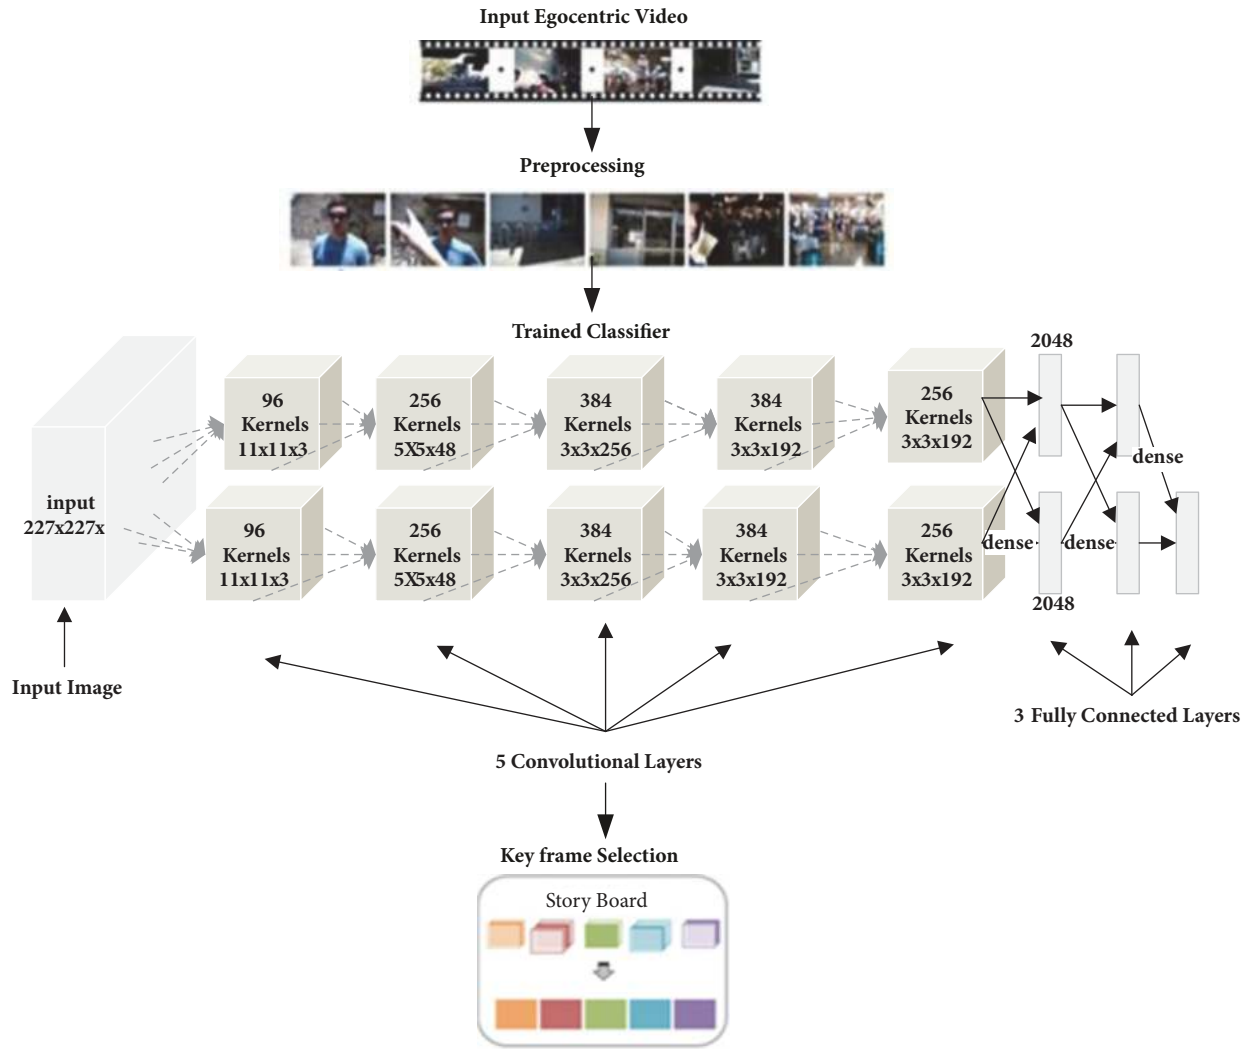 Input Egocentric Video
Preprocessing
Trained Classifier
2048
96
Kernels
11x11x3
256
Kernels
5X5x48
384
Kernels
3x3x256
384
Kernels
3x3x192
256
Kernels
3x3x192
dense
input
227x227x
96
Kernels
11x11x3
256
Kernels
5X5x48
384
Kernels
3x3x256
384
Kernels
3x3x192
256
Kernels
3x3x192
dense
dense
2048
Input Image
3 Fully Connected Layers
5 Convolutional Layers
Key frame Selection
Story Board